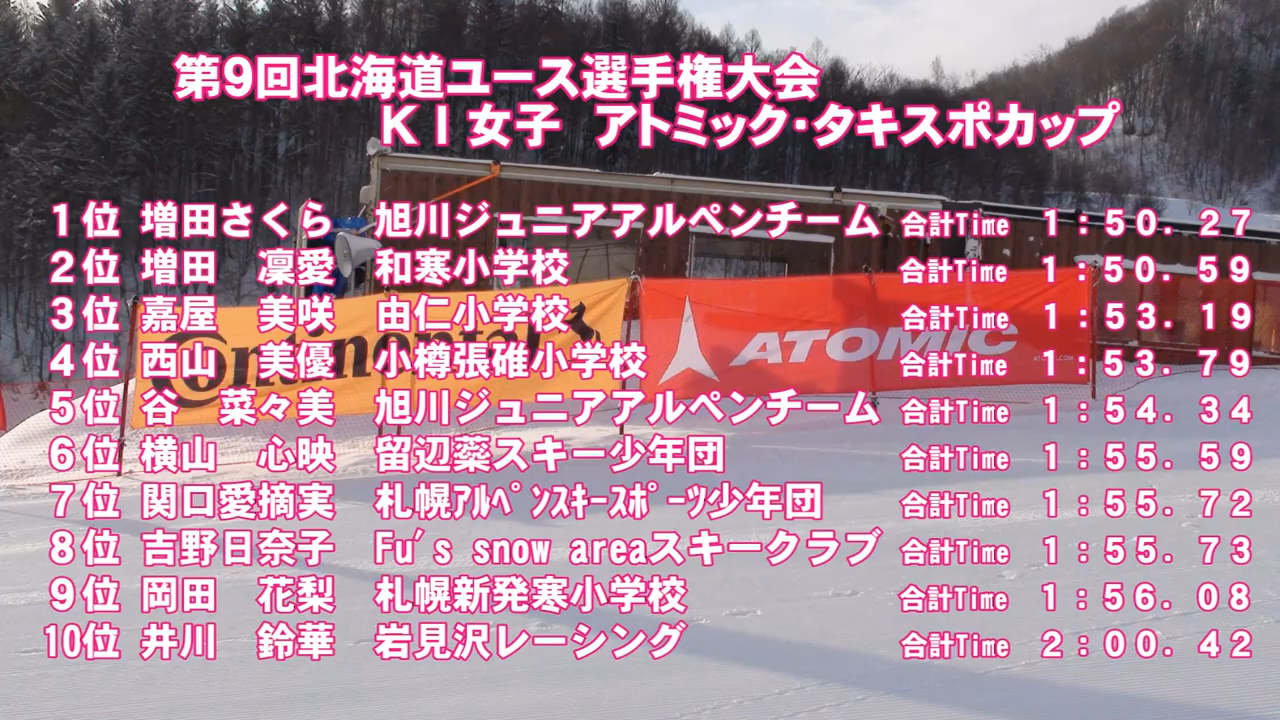 第9回北海道ユース選手権大会
KI女子 アトミック・タキスポカップ
1位 増田さくら 旭川ジュニアアルペンチーム 合計Time 1:50.27
2位 増田 凜愛 和寒小学校 合計Time 1:50.59
3位 嘉屋 美咲 由仁小学校 合計Time 1:53.19
4位 西山 美優 小樽張碓小学校 合計Time 1:53.79
5位 谷 菜々美 旭川ジュニアアルペンチーム 合計Time 1:54.34
6位 横山 心映 留辺蘂スキー少年団 合計Time 1:55.59
7位 関口愛摘実 札幌ｱﾙﾍﾟﾝｽｷｰｽﾎﾟｰﾂ少年団 合計Time 1:55.72
8位 吉野日奈子 Fu's snow areaスキークラブ 合計Time 1:55.73
9位 岡田 花梨 札幌新発寒小学校 合計Time 1:56.08
10位 井川 鈴華 岩見沢レーシング 合計Time 2:00.42
Continental
ATOMIC
ATOMIC.COM